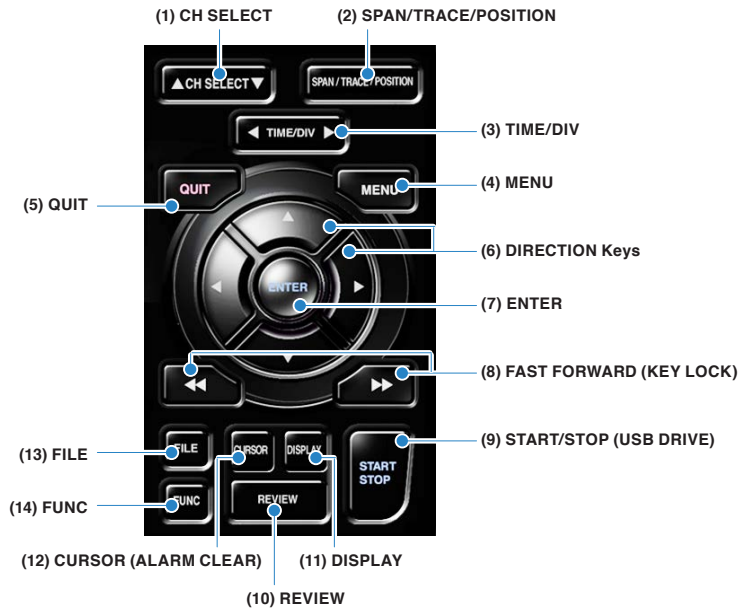 (1) CH SELECT
(2) SPAN/TRACE/POSITION
▲CH SELECT▼
SPAN / TRACE / POSITION
◀ TIME/DIV ▶
(3) TIME/DIV
QUIT
MENU
(4) MENU
(5) QUIT
(6) DIRECTION Keys
ENTER
(7) ENTER
(8) FAST FORWARD (KEY LOCK)
(9) START/STOP (USB DRIVE)
FILE
CURSOR
DISPLAY
(13) FILE
START
STOP
FUNC
REVIEW
(14) FUNC
(12) CURSOR (ALARM CLEAR)
(11) DISPLAY
(10) REVIEW